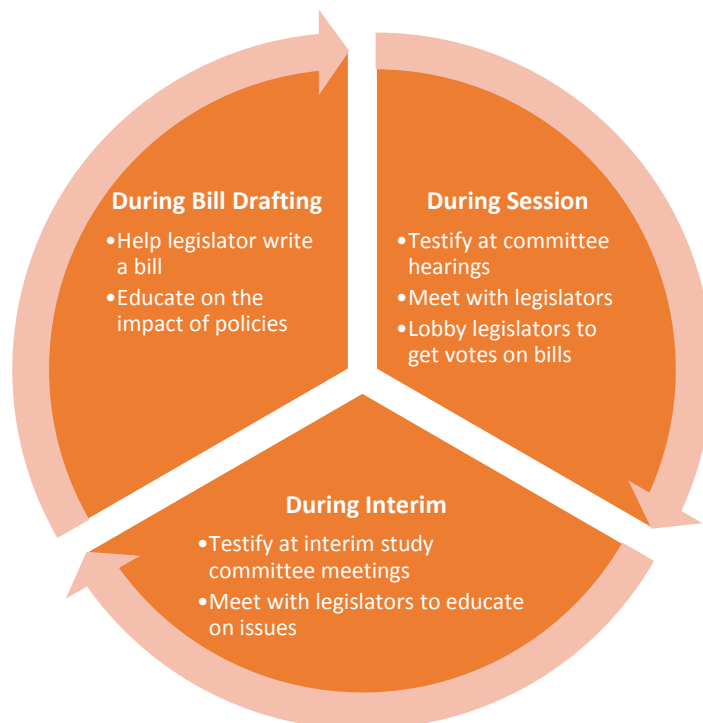 During Bill Drafting
•Help legislator write
a bill
•Educate on the
impact of policies
During Session
•Testify at committee
hearings
•Meet with legislators
•Lobby legislators to
get votes on bills
During Interim
•Testify at interim study
committee meetings
•Meet with legislators to educate
on issues